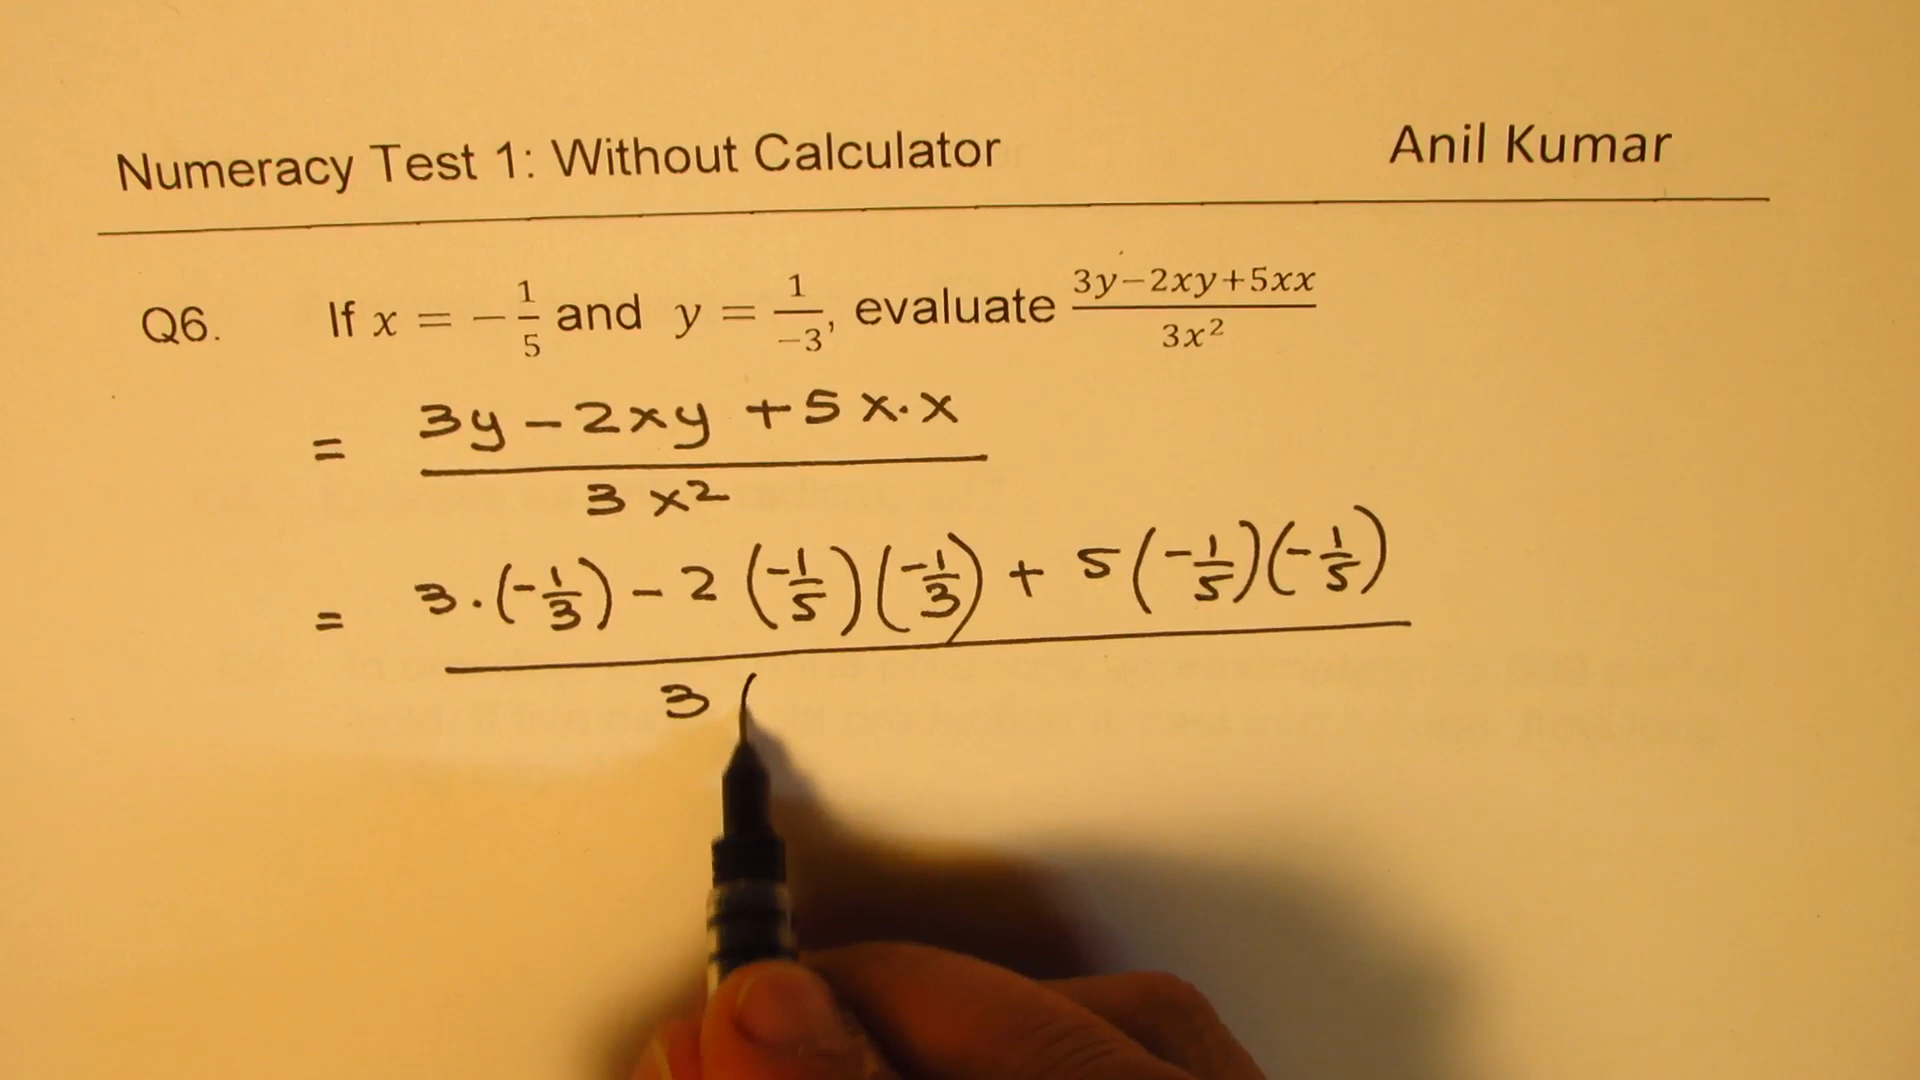 Numeracy Test 1: Without Calculator Anil Kumar
Q6. If x = −1/5 and y = 1/−3, evaluate 3y−2xy+5xx / 3x²
= 3y − 2xy + 5x·x / 3x²
= 3·(−1/3) − 2(−1/5)(−1/3) + 5(−1/5)(−1/5) / 3(